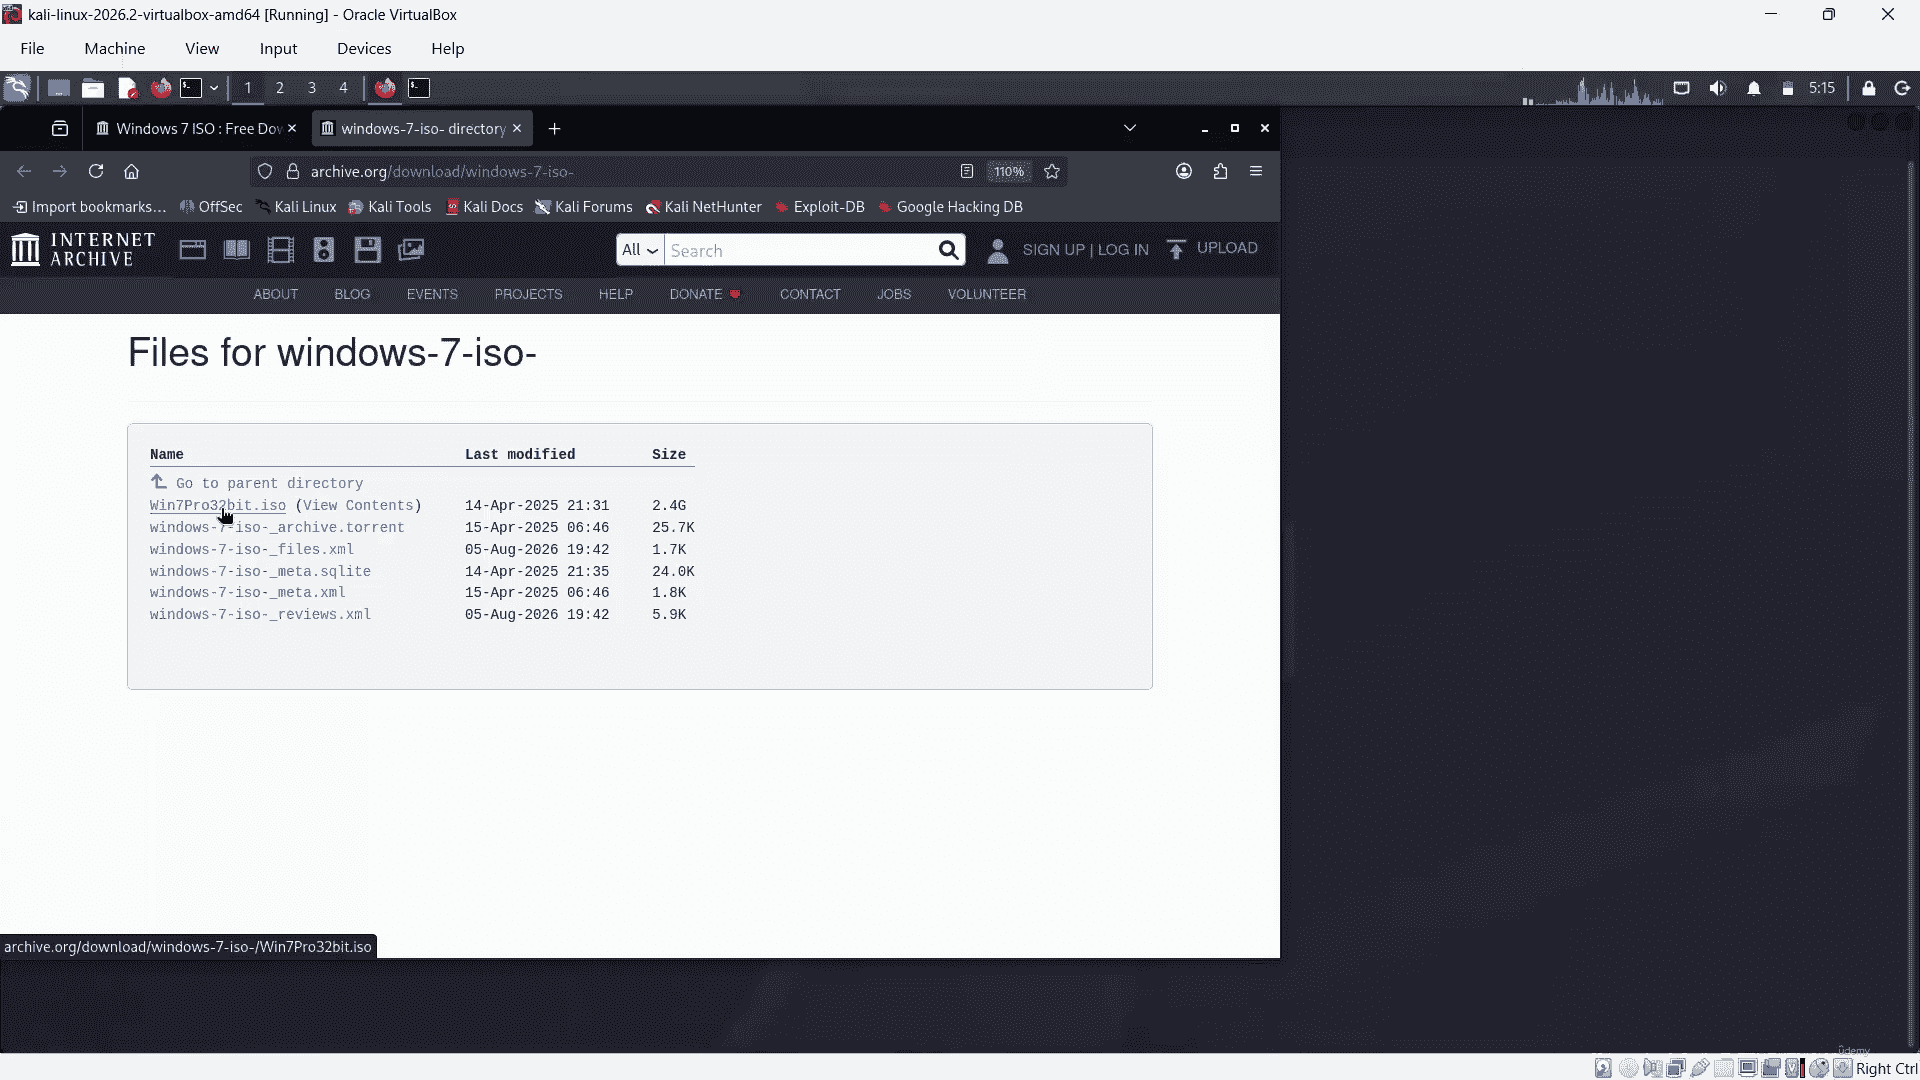 kali-linux-2026.2-virtualbox-amd64 [Running] - Oracle VirtualBox
File Machine View Input Devices Help
1 2 3 4 5:15
Windows 7 ISO : Free Dov windows-7-iso- directory
archive.org/download/windows-7-iso- 110%
Import bookmarks... OffSec Kali Linux Kali Tools Kali Docs Kali Forums Kali NetHunter Exploit-DB Google Hacking DB
INTERNET ARCHIVE All Search SIGN UP | LOG IN UPLOAD
ABOUT BLOG EVENTS PROJECTS HELP DONATE CONTACT JOBS VOLUNTEER
Files for windows-7-iso-
Name Last modified Size
Go to parent directory
Win7Pro32bit.iso (View Contents) 14-Apr-2025 21:31 2.4G
windows-7-iso-_archive.torrent 15-Apr-2025 06:46 25.7K
windows-7-iso-_files.xml 05-Aug-2026 19:42 1.7K
windows-7-iso-_meta.sqlite 14-Apr-2025 21:35 24.0K
windows-7-iso-_meta.xml 15-Apr-2025 06:46 1.8K
windows-7-iso-_reviews.xml 05-Aug-2026 19:42 5.9K
archive.org/download/windows-7-iso-/Win7Pro32bit.iso
ûdemy
Right Ctrl